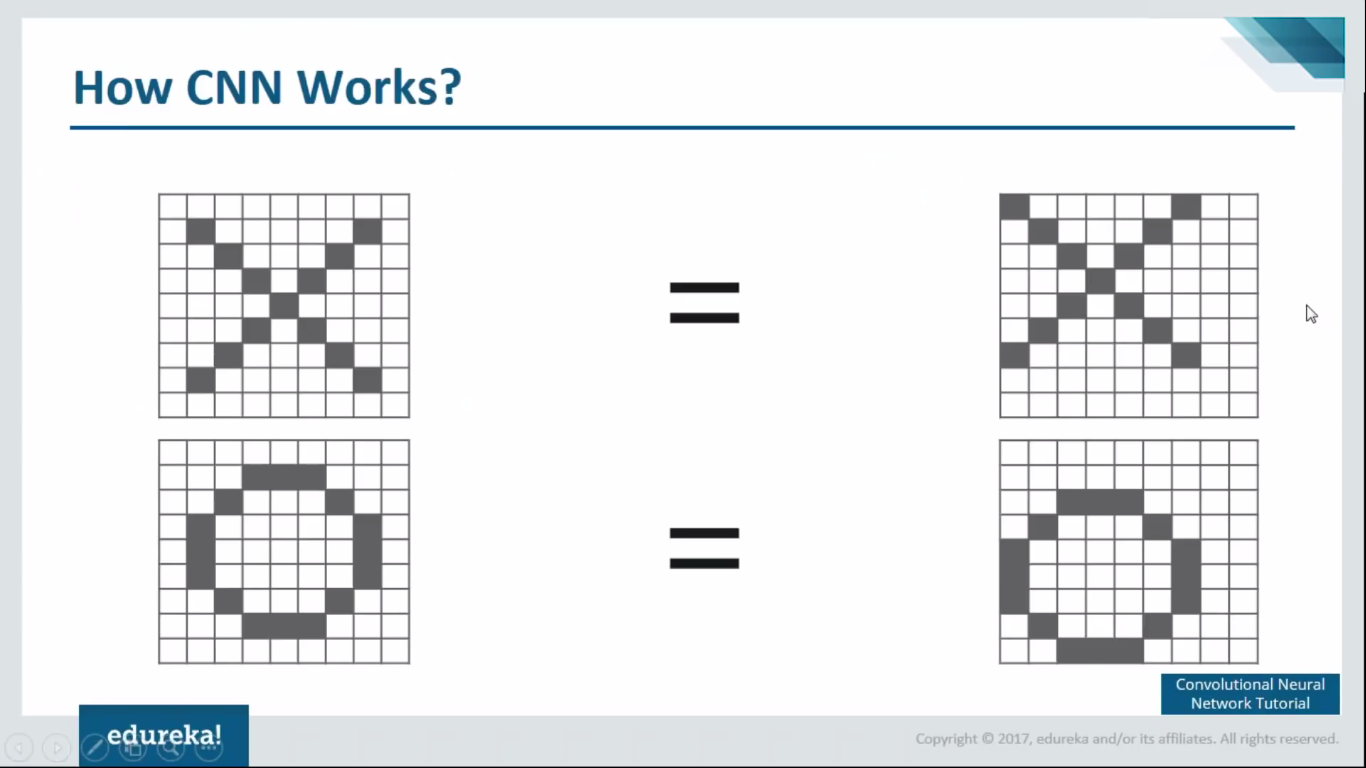 How CNN Works?
=
=
Convolutional Neural
Network Tutorial
edureka!
Copyright © 2017, edureka and/or its affiliates. All rights reserved.